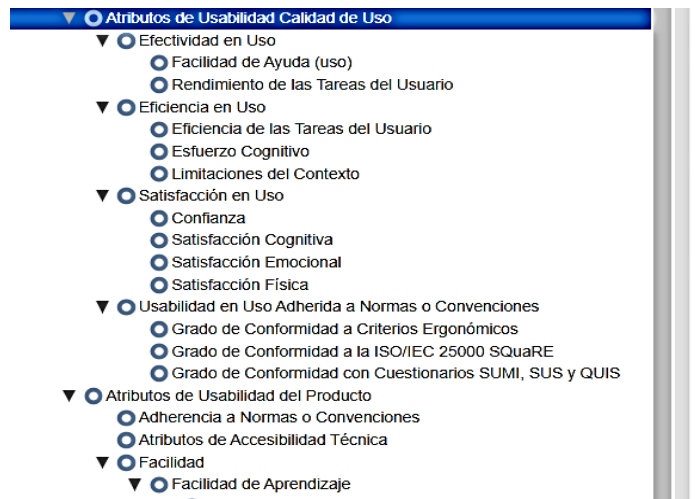 Atributos de Usabilidad Calidad de Uso
Efectividad en Uso
Facilidad de Ayuda (uso)
Rendimiento de las Tareas del Usuario
Eficiencia en Uso
Eficiencia de las Tareas del Usuario
Esfuerzo Cognitivo
Limitaciones del Contexto
Satisfacción en Uso
Confianza
Satisfacción Cognitiva
Satisfacción Emocional
Satisfacción Física
Usabilidad en Uso Adherida a Normas o Convenciones
Grado de Conformidad a Criterios Ergonómicos
Grado de Conformidad a la ISO/IEC 25000 SQuaRE
Grado de Conformidad con Cuestionarios SUMI, SUS y QUIS
Atributos de Usabilidad del Producto
Adherencia a Normas o Convenciones
Atributos de Accesibilidad Técnica
Facilidad
Facilidad de Aprendizaje